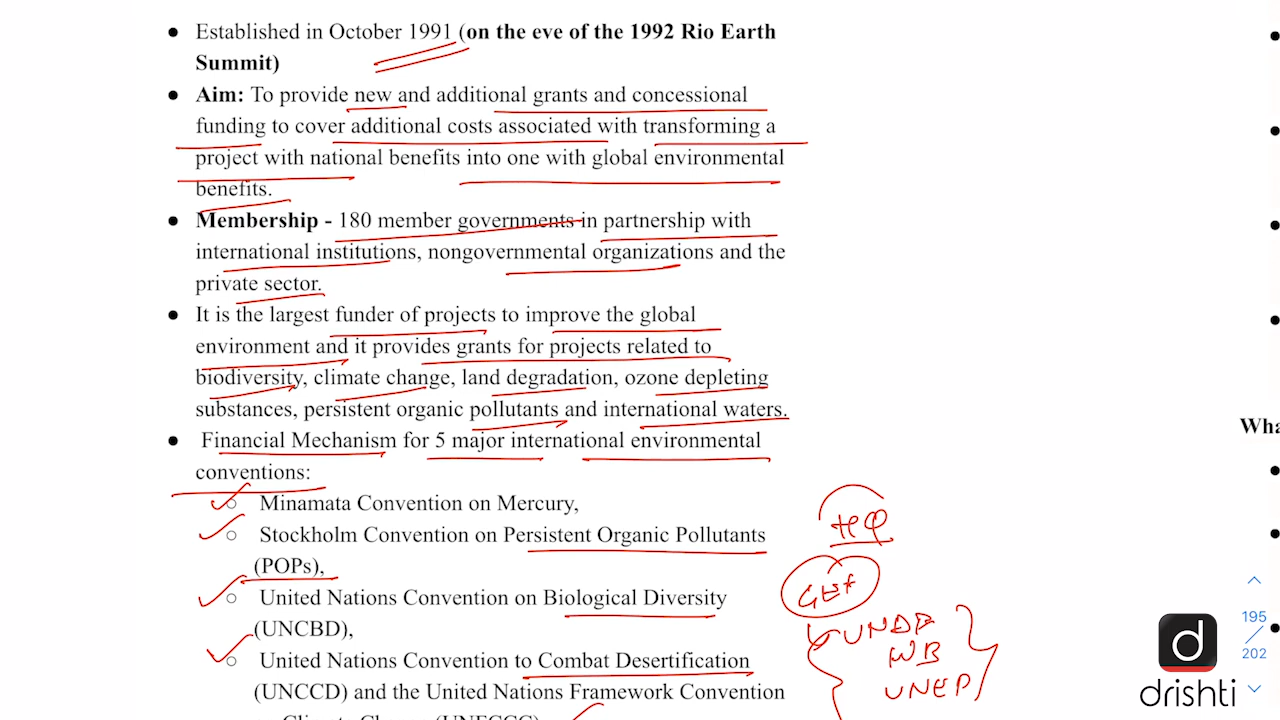 ● Established in October 1991 (on the eve of the 1992 Rio Earth
Summit)
● Aim: To provide new and additional grants and concessional
funding to cover additional costs associated with transforming a
project with national benefits into one with global environmental
benefits.
● Membership - 180 member governments in partnership with
international institutions, nongovernmental organizations and the
private sector.
● It is the largest funder of projects to improve the global
environment and it provides grants for projects related to
biodiversity, climate change, land degradation, ozone depleting
substances, persistent organic pollutants and international waters.
● Financial Mechanism for 5 major international environmental
conventions:
○ Minamata Convention on Mercury,
○ Stockholm Convention on Persistent Organic Pollutants
(POPs),
○ United Nations Convention on Biological Diversity
(UNCBD),
○ United Nations Convention to Combat Desertification
(UNCCD) and the United Nations Framework Convention
Climate Change (UNFCCC)
HQ
GEF
UNDP
WB
UNEP
Wha
195
202
d
drishti